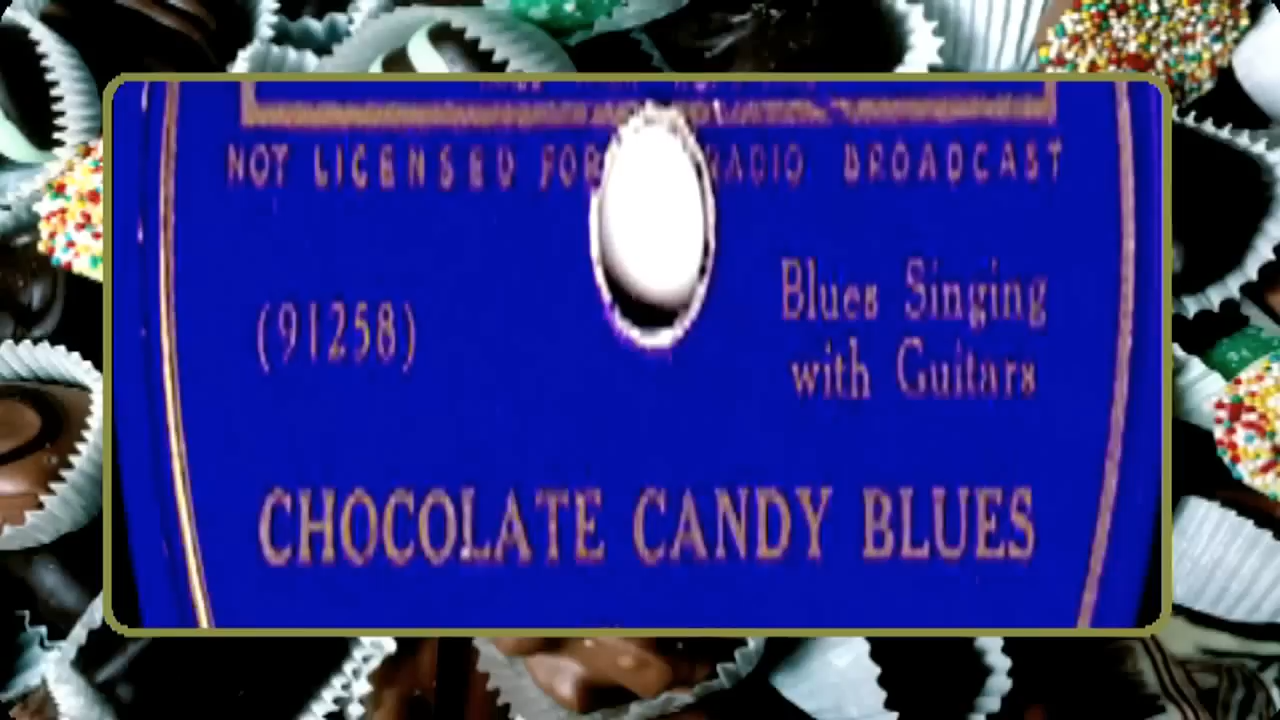 NOT LICENSED FOR RADIO BROADCAST
(91258)
Blues Singing
with Guitars
CHOCOLATE CANDY BLUES